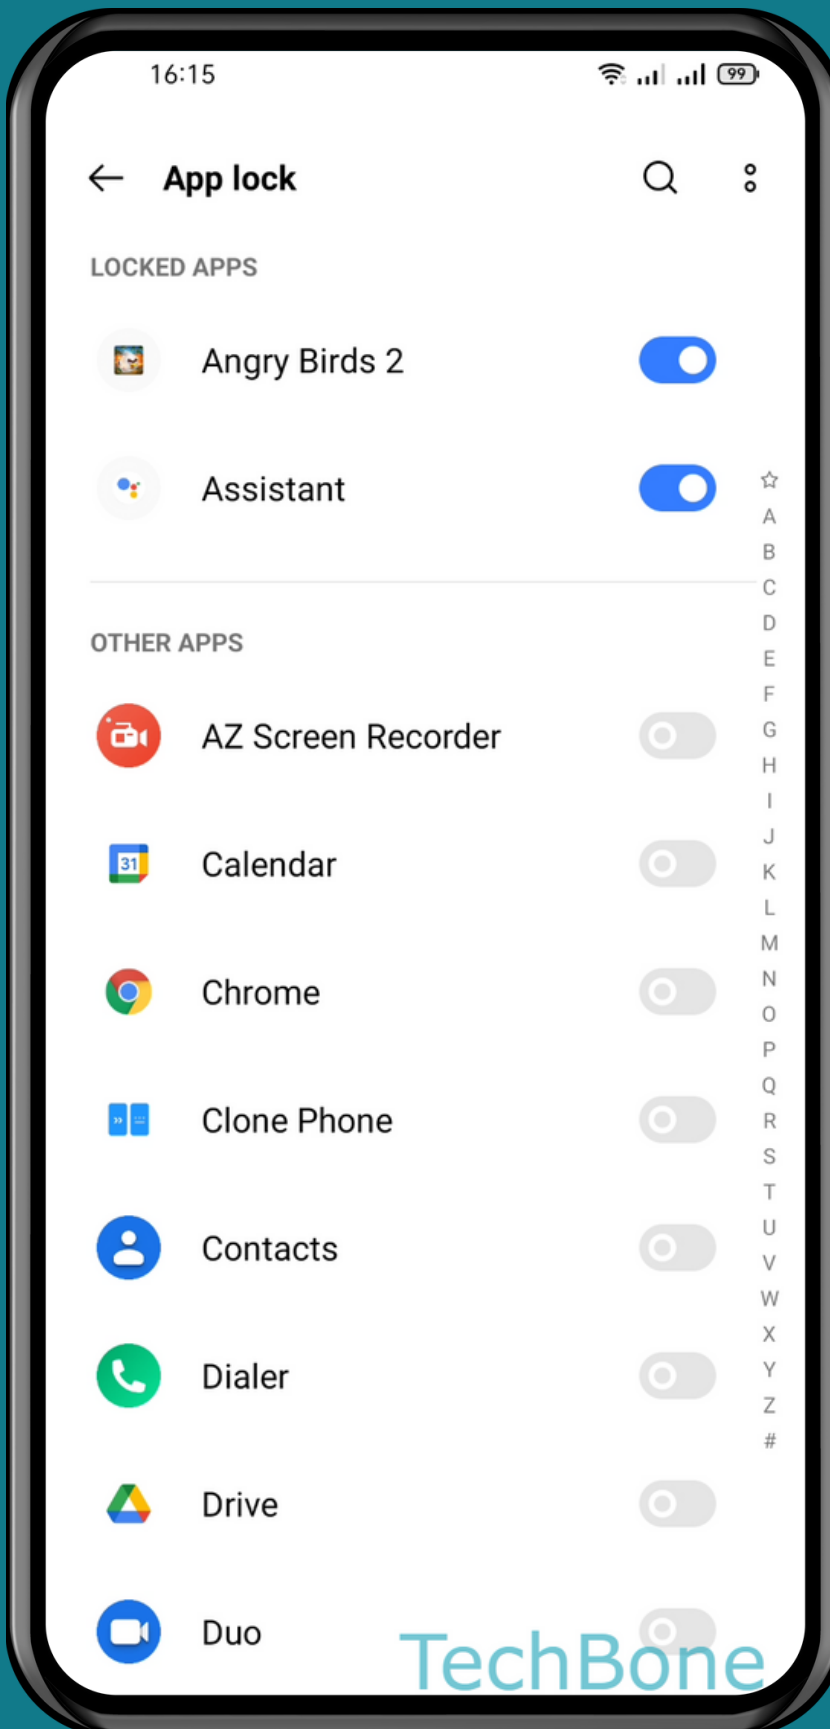 16:15
99
App lock
LOCKED APPS
Angry Birds 2
Assistant
OTHER APPS
AZ Screen Recorder
31
Calendar
Chrome
Clone Phone
Contacts
Dialer
Drive
Duo
A
B
C
D
E
F
G
H
I
J
K
L
M
N
O
P
Q
R
S
T
U
V
W
X
Y
Z
#
TechBone